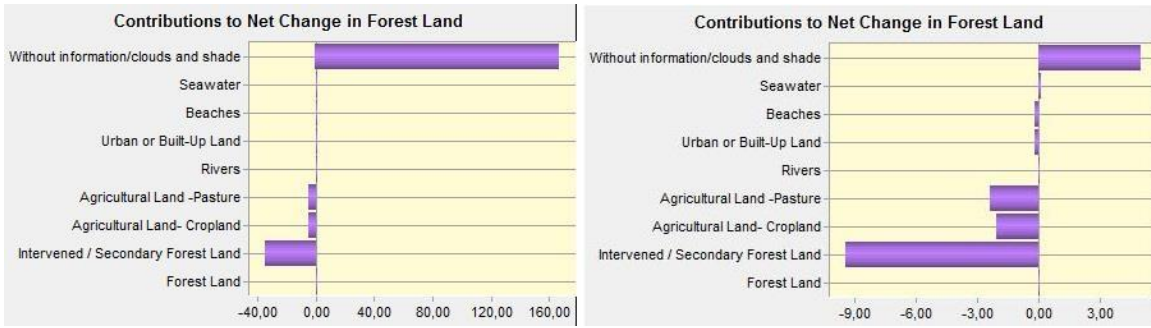 Contributions to Net Change in Forest Land
Without information/clouds and shade
Seawater
Beaches
Urban or Built-Up Land
Rivers
Agricultural Land -Pasture
Agricultural Land- Cropland
Intervened / Secondary Forest Land
Forest Land
-40,00 0,00 40,00 80,00 120,00 160,00
Contributions to Net Change in Forest Land
Without information/clouds and shade
Seawater
Beaches
Urban or Built-Up Land
Rivers
Agricultural Land -Pasture
Agricultural Land- Cropland
Intervened / Secondary Forest Land
Forest Land
-9,00 -6,00 -3,00 0,00 3,00